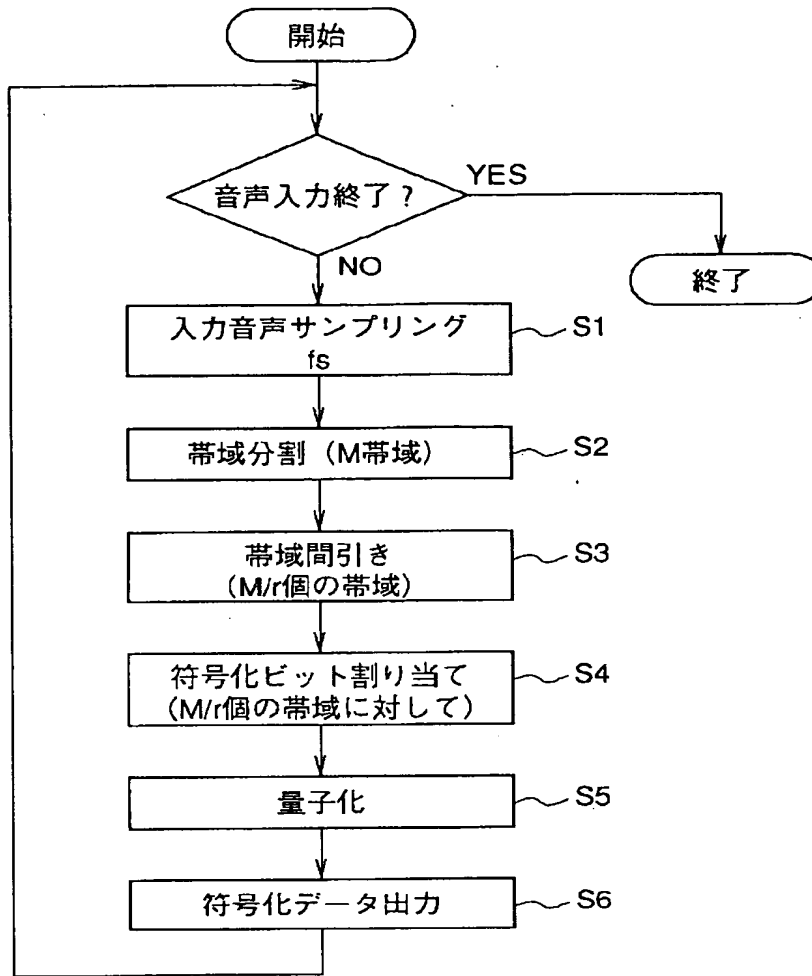 開始
音声入力終了？
YES
NO
終了
入力音声サンプリング
fs
S1
帯域分割（M帯域）
S2
帯域間引き
（M/r個の帯域）
S3
符号化ビット割り当て
（M/r個の帯域に対して）
S4
量子化
S5
符号化データ出力
S6